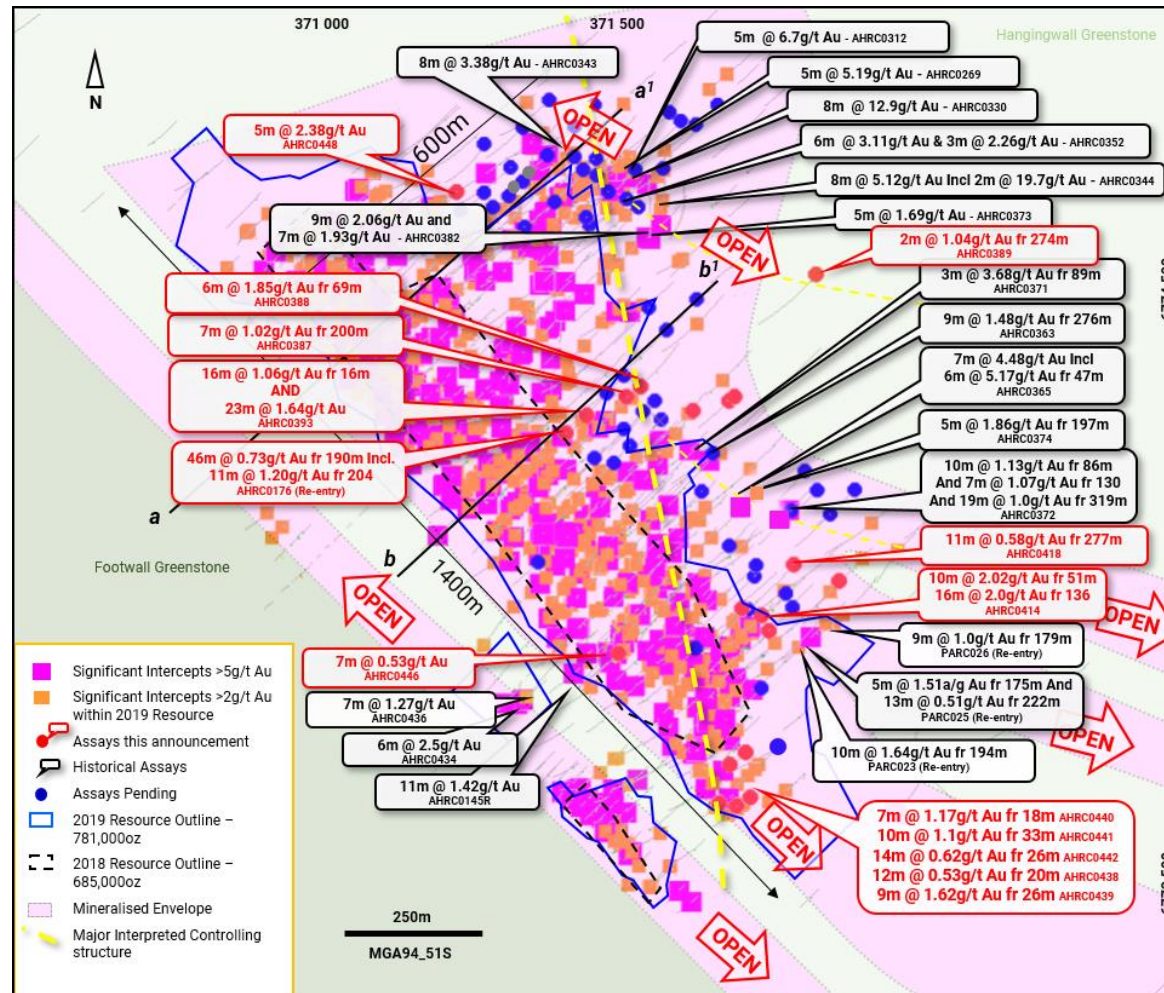 371 000
371 500
Hangingwall Greenstone
N
8m @ 3.38g/t Au - AHRC0343
5m @ 6.7g/t Au - AHRC0312
5m @ 5.19g/t Au - AHRC0269
8m @ 12.9g/t Au - AHRC0330
6m @ 3.11g/t Au & 3m @ 2.26g/t Au - AHRC0352
8m @ 5.12g/t Au Incl 2m @ 19.7g/t Au - AHRC0344
5m @ 1.69g/t Au - AHRC0373
a¹
OPEN
600m
5m @ 2.38g/t Au
AHRC0448
9m @ 2.06g/t Au and
7m @ 1.93g/t Au - AHRC0382
OPEN
b¹
2m @ 1.04g/t Au fr 274m
AHRC0389
3m @ 3.68g/t Au fr 89m
AHRC0371
9m @ 1.48g/t Au fr 276m
AHRC0363
7m @ 4.48g/t Au Incl
6m @ 5.17g/t Au fr 47m
AHRC0365
5m @ 1.86g/t Au fr 197m
AHRC0374
10m @ 1.13g/t Au fr 86m
And 7m @ 1.07g/t Au fr 130
And 19m @ 1.0g/t Au fr 319m
AHRC0372
11m @ 0.58g/t Au fr 277m
AHRC0418
10m @ 2.02g/t Au fr 51m
16m @ 2.0g/t Au fr 136
AHRC0414
6m @ 1.85g/t Au fr 69m
AHRC0388
7m @ 1.02g/t Au fr 200m
AHRC0387
16m @ 1.06g/t Au fr 16m
AND
23m @ 1.64g/t Au
AHRC0393
46m @ 0.73g/t Au fr 190m Incl.
11m @ 1.20g/t Au fr 204
AHRC0176 (Re-entry)
a
b
Footwall Greenstone
1400m
OPEN
OPEN
9m @ 1.0g/t Au fr 179m
PARC026 (Re-entry)
5m @ 1.51a/g Au fr 175m And
13m @ 0.51g/t Au fr 222m
PARC025 (Re-entry)
OPEN
10m @ 1.64g/t Au fr 194m
PARC023 (Re-entry)
7m @ 0.53g/t Au
AHRC0446
7m @ 1.27g/t Au
AHRC0436
6m @ 2.5g/t Au
AHRC0434
11m @ 1.42g/t Au
AHRC0145R
OPEN
7m @ 1.17g/t Au fr 18m AHRC0440
10m @ 1.1g/t Au fr 33m AHRC0441
14m @ 0.62g/t Au fr 26m AHRC0442
12m @ 0.53g/t Au fr 20m AHRC0438
9m @ 1.62g/t Au fr 26m AHRC0439
OPEN
Significant Intercepts >5g/t Au
Significant Intercepts >2g/t Au
within 2019 Resource
Assays this announcement
Historical Assays
Assays Pending
2019 Resource Outline –
781,000oz
2018 Resource Outline –
685,000oz
Mineralised Envelope
Major Interpreted Controlling
structure
250m
MGA94_51S